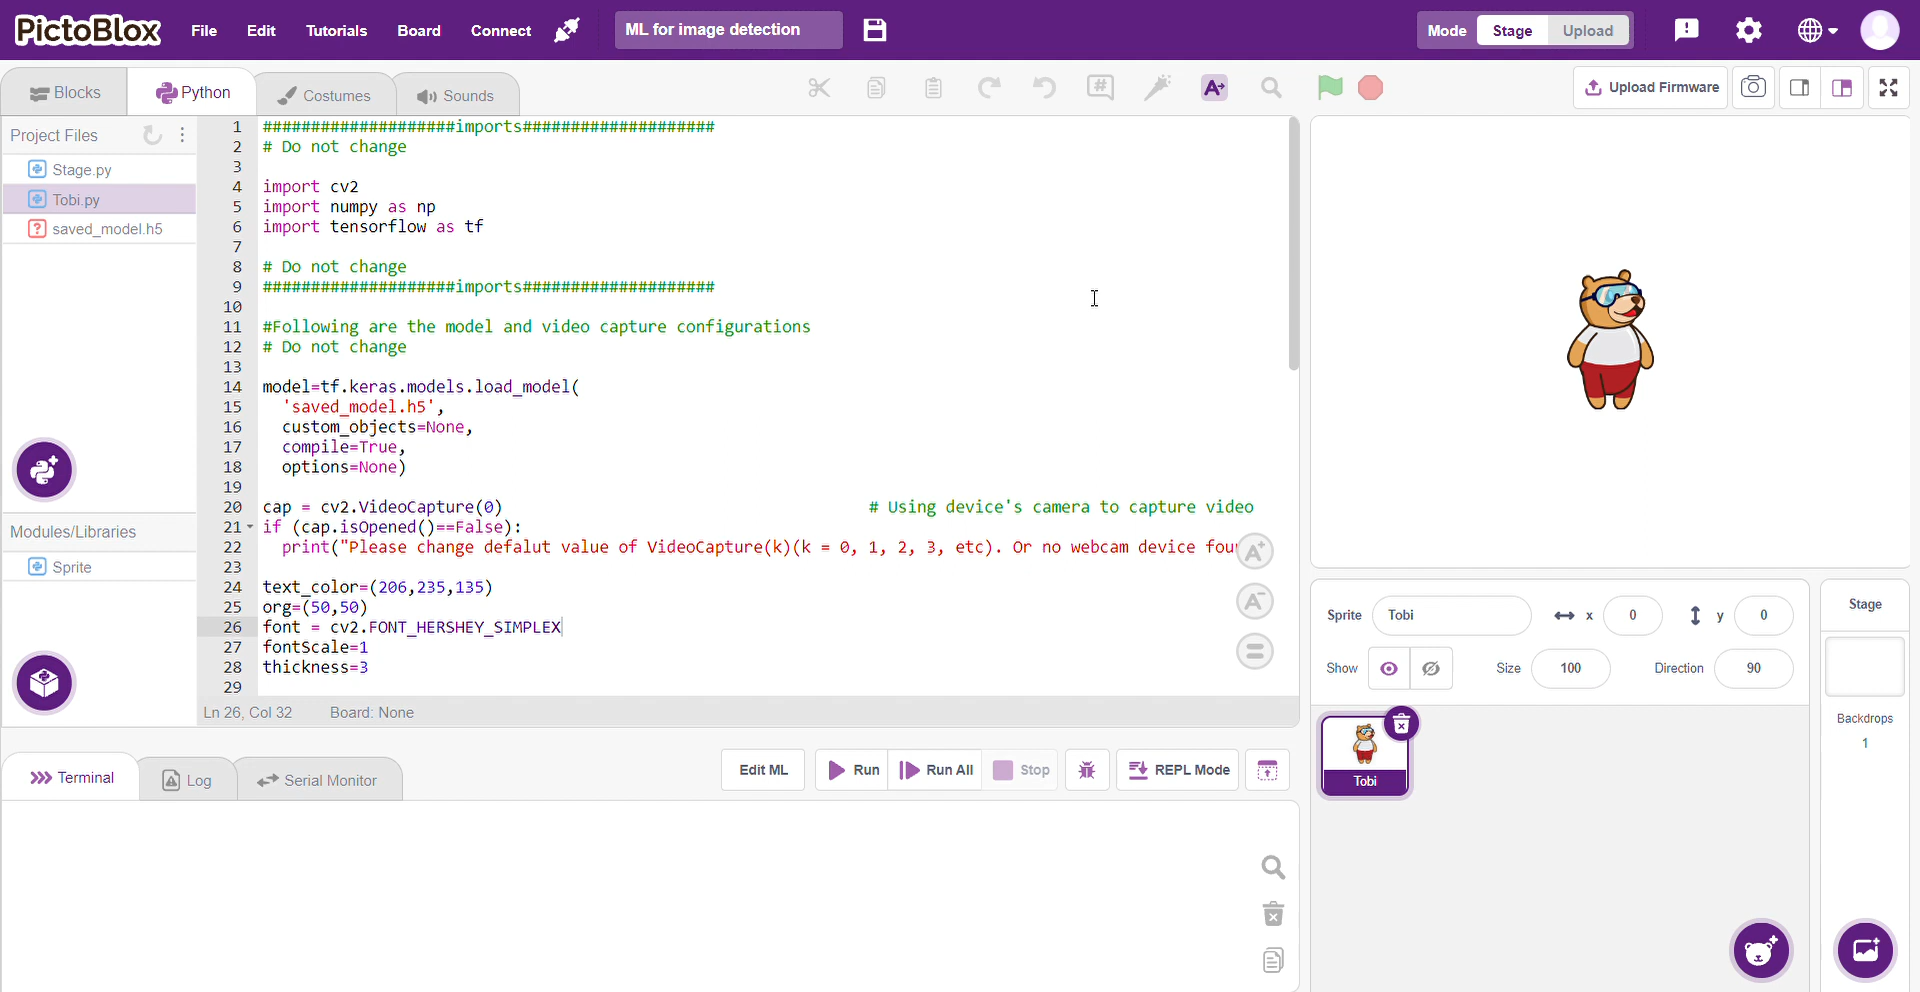 PictoBlox File Edit Tutorials Board Connect ML for image detection Mode Stage Upload
Blocks Python Costumes Sounds Upload Firmware
Project Files
Stage.py
Tobi.py
saved_model.h5
Modules/Libraries
Sprite
1 ####################imports####################
2 # Do not change
3
4 import cv2
5 import numpy as np
6 import tensorflow as tf
7
8 # Do not change
9 ####################imports####################
10
11 #Following are the model and video capture configurations
12 # Do not change
13
14 model=tf.keras.models.load_model(
15 'saved_model.h5',
16 custom_objects=None,
17 compile=True,
18 options=None)
19
20 cap = cv2.VideoCapture(0) # Using device's camera to capture video
21 if (cap.isOpened()==False):
22 print("Please change defalut value of VideoCapture(k)(k = 0, 1, 2, 3, etc). Or no webcam device
23
24 text_color=(206,235,135)
25 org=(50,50)
26 font = cv2.FONT_HERSHEY_SIMPLEX
27 fontScale=1
28 thickness=3
29
Ln 26, Col 32 Board: None
Terminal Log Serial Monitor Edit ML Run Run All Stop REPL Mode
Sprite Tobi x 0 y 0
Show Size 100 Direction 90
Tobi
Stage
Backdrops
1